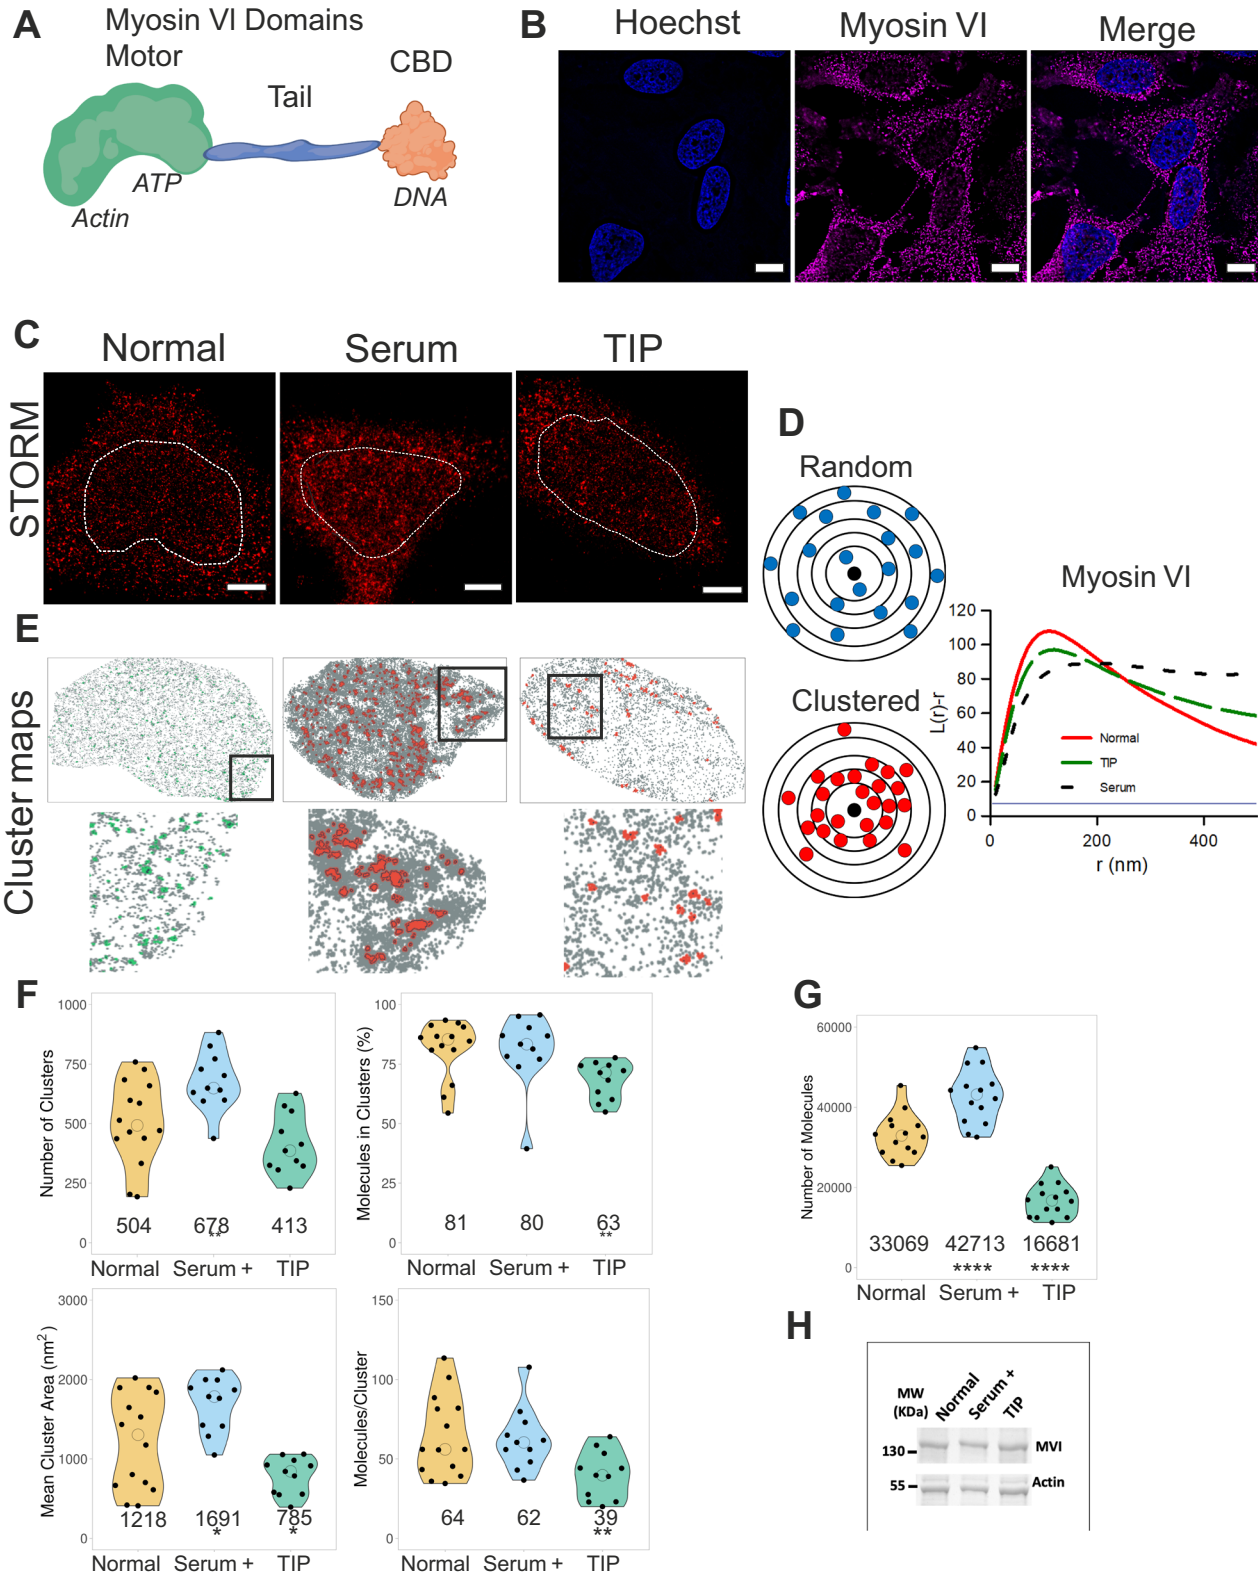 A
Myosin VI Domains
Motor
Tail
CBD
ATP
Actin
DNA
B
Hoechst
Myosin VI
Merge
C
Normal
Serum
TIP
STORM
D
Random
Clustered
Myosin VI
120
100
80
60
40
20
0
L(r)-r
Normal
TIP
Serum
0
200
400
r (nm)
E
Cluster maps
F
1000
750
500
250
0
Number of Clusters
504
678
413
**
Normal
Serum +
TIP
100
75
50
25
0
Molecules in Clusters (%)
81
80
63
**
G
60000
40000
20000
0
Number of Molecules
33069
42713
16681
****
****
Normal
Serum +
TIP
3000
2000
1000
0
Mean Cluster Area (nm²)
1218
1691
785
*
*
Normal
Serum +
TIP
150
100
50
0
Molecules/Cluster
64
62
39
**
Normal
Serum +
TIP
H
MW
(KDa)
Normal
Serum +
TIP
130
MVI
55
Actin